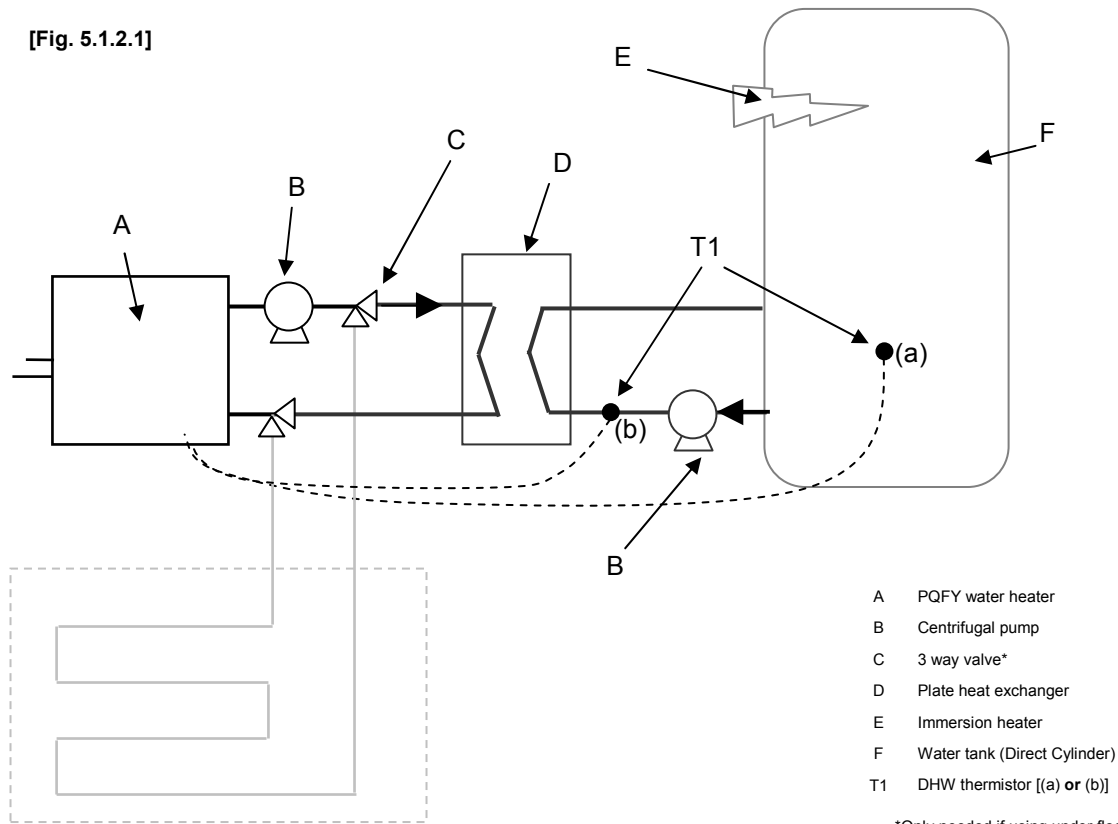 [Fig. 5.1.2.1]
E
F
C
D
B
A
T1
(a)
(b)
B
A PQFY water heater
B Centrifugal pump
C 3 way valve*
D Plate heat exchanger
E Immersion heater
F Water tank (Direct Cylinder)
T1 DHW thermistor [(a) or (b)]
*Only needed if using under